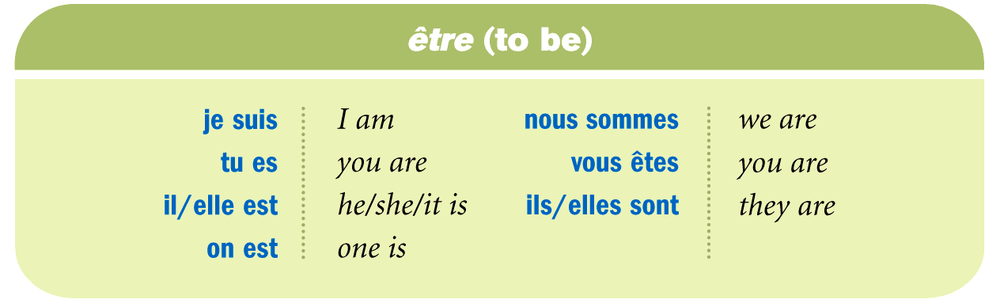 être (to be)
je suis I am nous sommes we are
tu es you are vous êtes you are
il/elle est he/she/it is ils/elles sont they are
on est one is